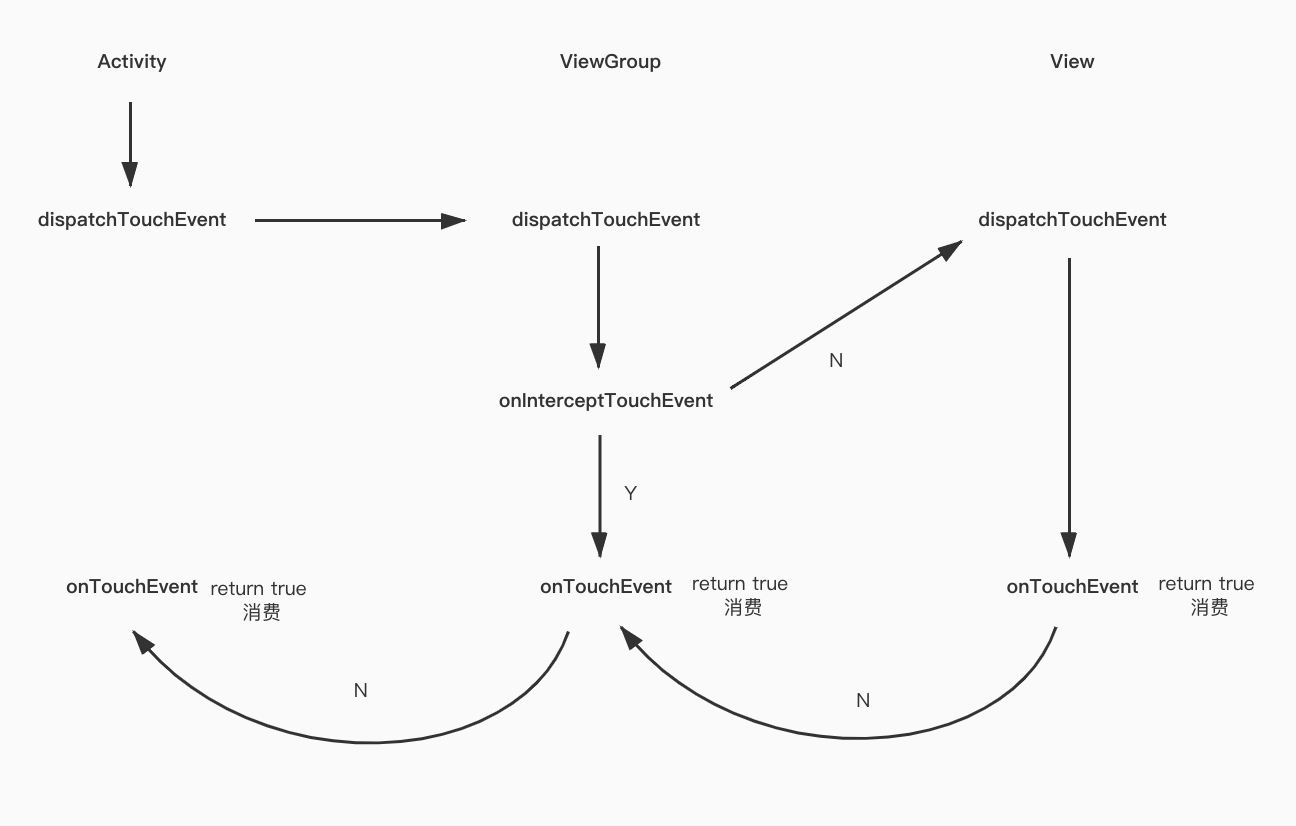 Activity
ViewGroup
View
dispatchTouchEvent
dispatchTouchEvent
dispatchTouchEvent
N
onInterceptTouchEvent
Y
onTouchEvent
return true
消费
onTouchEvent
return true
消费
onTouchEvent
return true
消费
N
N